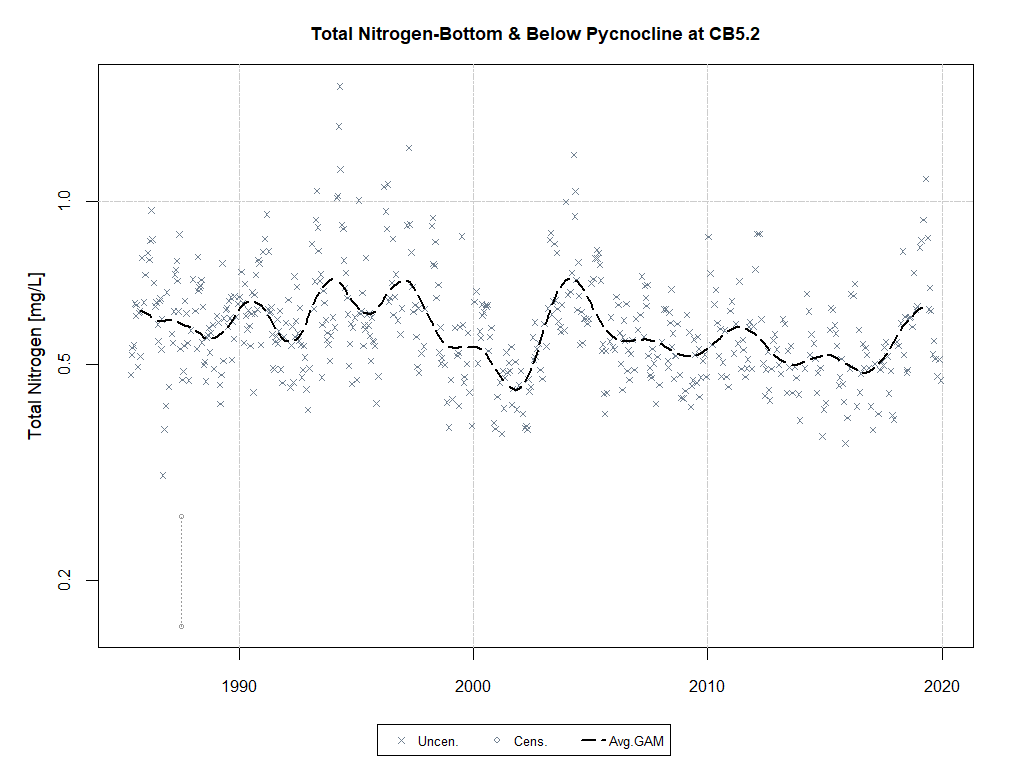 Total Nitrogen-Bottom & Below Pycnocline at CB5.2
Total Nitrogen [mg/L]
1.0
0.5
0.2
1990 2000 2010 2020
Uncen. Cens. Avg.GAM